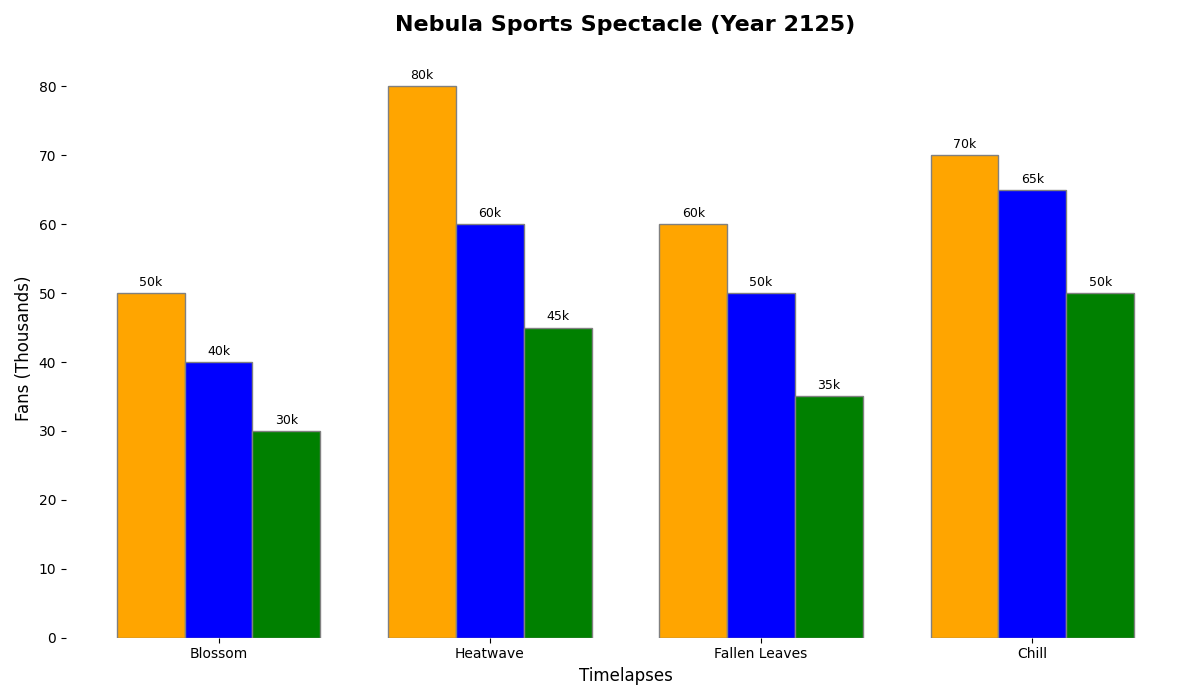 Nebula Sports Spectacle (Year 2125)
Fans (Thousands)
80
70
60
50
40
30
20
10
0
50k
40k
30k
80k
60k
45k
60k
50k
35k
70k
65k
50k
Blossom
Heatwave
Fallen Leaves
Chill
Timelapses